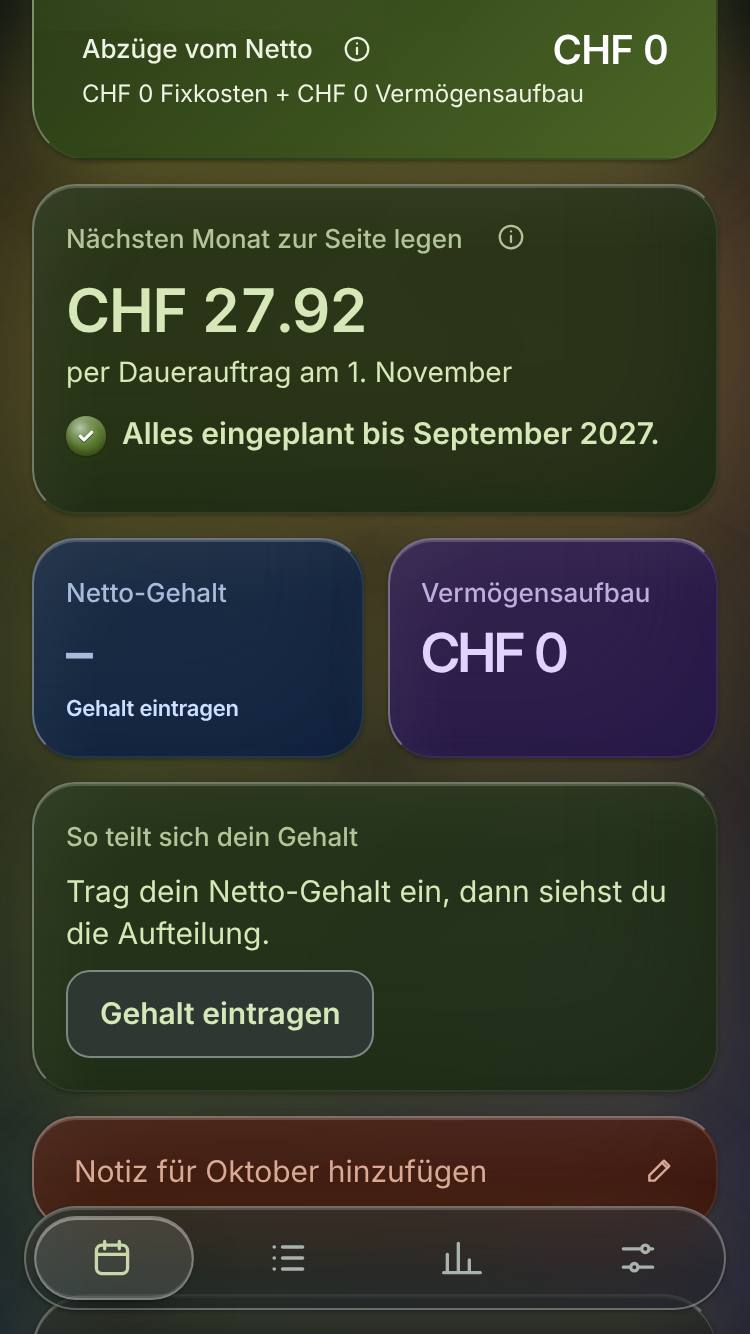 Abzüge vom Netto CHF 0
CHF 0 Fixkosten + CHF 0 Vermögensaufbau
Nächsten Monat zur Seite legen
CHF 27.92
per Dauerauftrag am 1. November
Alles eingeplant bis September 2027.
Netto-Gehalt
–
Gehalt eintragen
Vermögensaufbau
CHF 0
So teilt sich dein Gehalt
Trag dein Netto-Gehalt ein, dann siehst du
die Aufteilung.
Gehalt eintragen
Notiz für Oktober hinzufügen